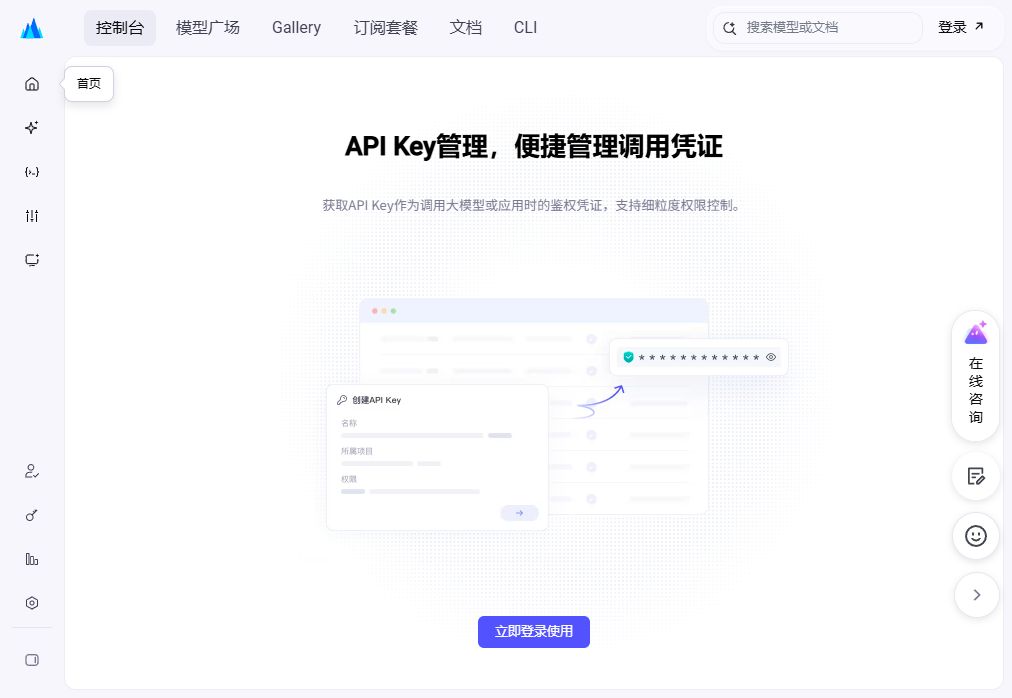 控制台 模型广场 Gallery 订阅套餐 文档 CLI 搜索模型或文档 登录
首页
API Key管理，便捷管理调用凭证
获取API Key作为调用大模型或应用时的鉴权凭证，支持细粒度权限控制。
* * * * * * * * * * * *
创建API Key
名称
所属项目
权限
在
线
咨
询
立即登录使用